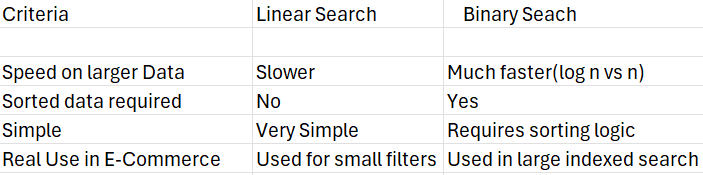 Criteria Linear Search Binary Seach
Speed on larger Data Slower Much faster(log n vs n)
Sorted data required No Yes
Simple Very Simple Requires sorting logic
Real Use in E-Commerce Used for small filters Used in large indexed search